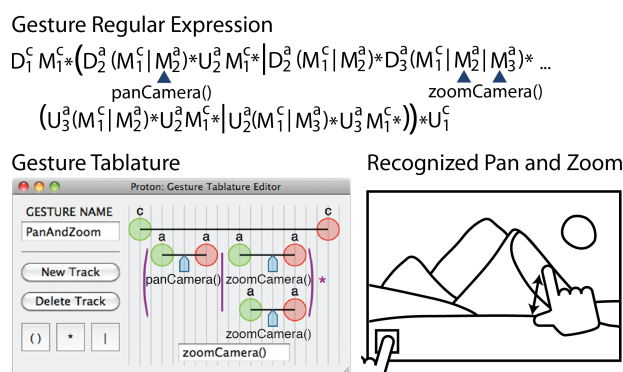 Gesture Regular Expression
D₁ᶜ M₁ᶜ*(D₂ᵃ (M₁ᶜ|M₂ᵃ)*U₂ᵃ M₁ᶜ*|D₂ᵃ (M₁ᶜ|M₂ᵃ)*D₃ᵃ(M₁ᶜ|M₂ᵃ|M₃ᵃ)* ...
panCamera() zoomCamera()
(U₃ᵃ(M₁ᶜ|M₂ᵃ)*U₂ᵃM₁ᶜ*|U₂ᵃ(M₁ᶜ|M₃ᵃ)*U₃ᵃ M₁ᶜ*))*U₁ᶜ
Gesture Tablature
Recognized Pan and Zoom
Proton: Gesture Tablature Editor
GESTURE NAME
PanAndZoom
New Track
Delete Track
( ) * |
c c
a a a a
( panCamera() | zoomCamera() ) *
a a
zoomCamera()
zoomCamera()